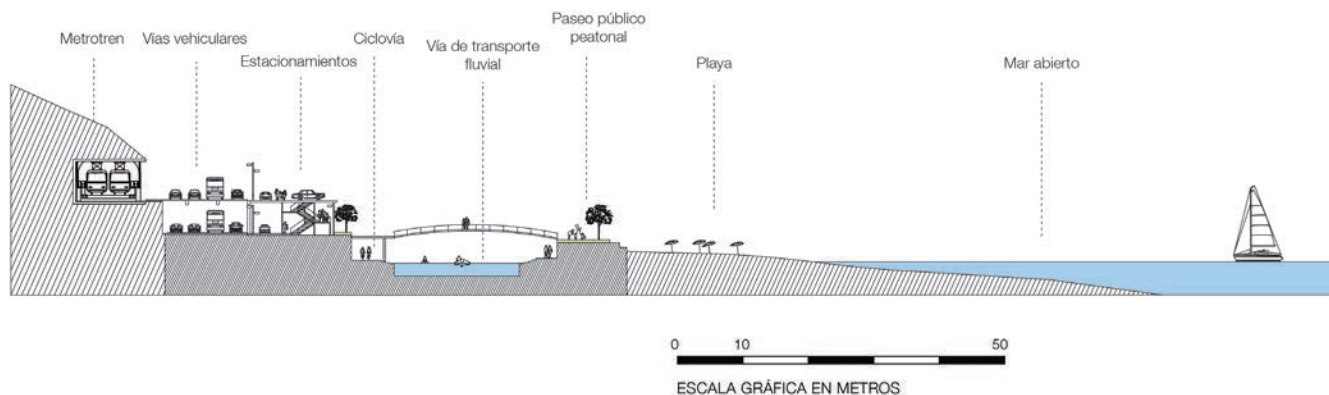 Metrotren
Vías vehiculares
Estacionamientos
Ciclovía
Vía de transporte
fluvial
Paseo público
peatonal
Playa
Mar abierto
0 10 50
ESCALA GRÁFICA EN METROS